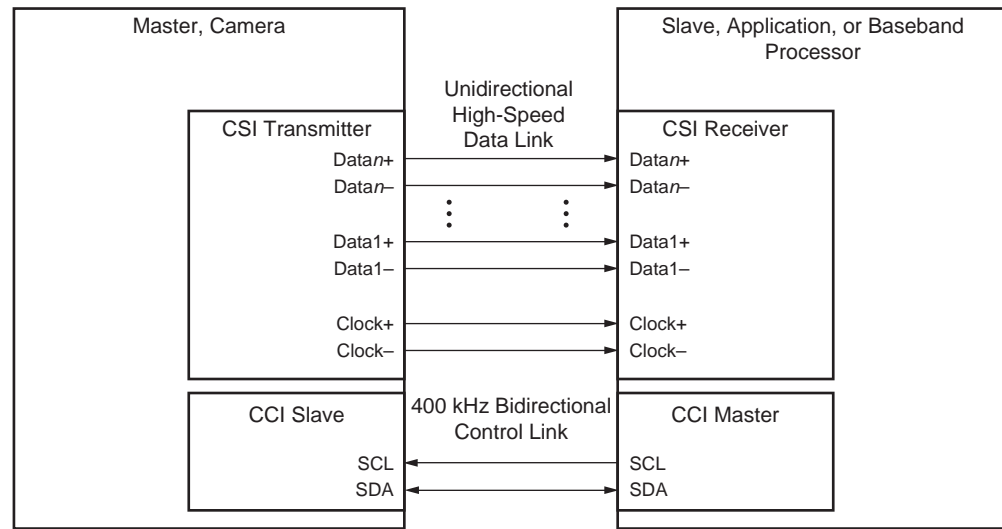 Master, Camera
Slave, Application, or Baseband
Processor
Unidirectional
High-Speed
Data Link
CSI Transmitter
CSI Receiver
Datan+
Datan+
Datan–
Datan–
Data1+
Data1+
Data1–
Data1–
Clock+
Clock+
Clock–
Clock–
CCI Slave
400 kHz Bidirectional
Control Link
CCI Master
SCL
SCL
SDA
SDA